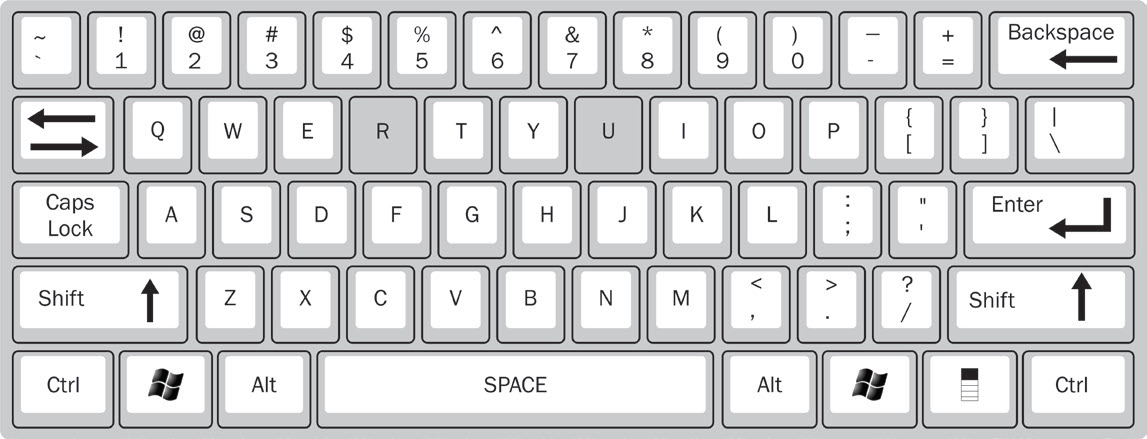 ~ ! @ # $ % ^ & * ( ) — + Backspace
` 1 2 3 4 5 6 7 8 9 0 - =
Q W E R T Y U I O P { } |
[ ] \
Caps Lock A S D F G H J K L : " Enter
; '
Shift Z X C V B N M < > ? Shift
, . /
Ctrl Alt SPACE Alt Ctrl